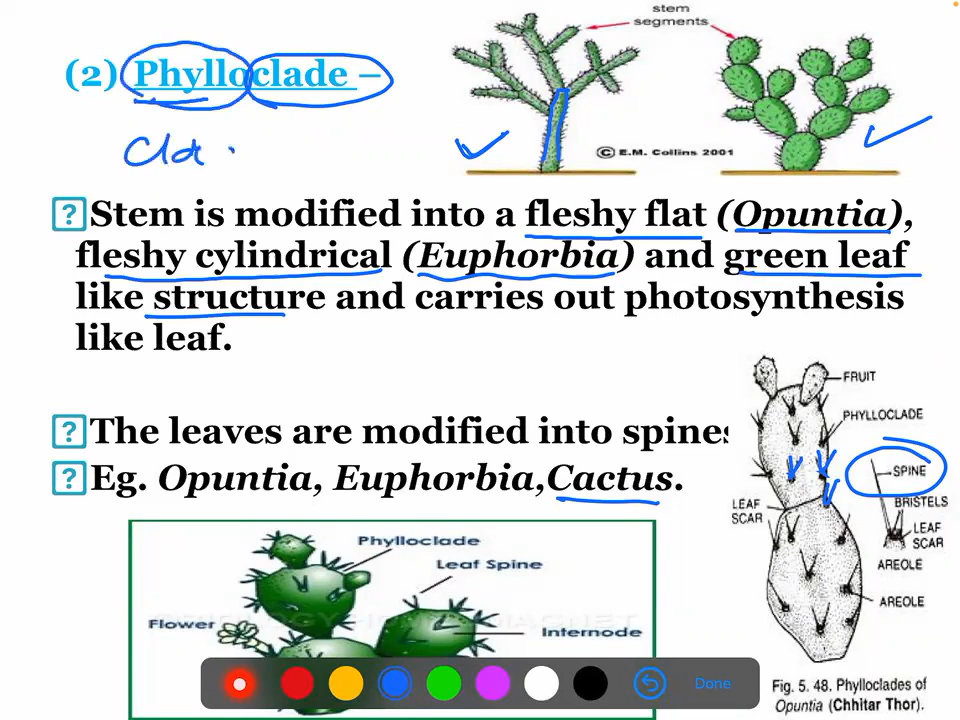 stem
segments
(2) Phylloclade –
© E.M. Collins 2001
Stem is modified into a fleshy flat (Opuntia),
fleshy cylindrical (Euphorbia) and green leaf
like structure and carries out photosynthesis
like leaf.
The leaves are modified into spines
Eg. Opuntia, Euphorbia,Cactus.
FRUIT
PHYLLOCLADE
SPINE
BRISTELS
LEAF
SCAR
LEAF
SCAR
AREOLE
AREOLE
Phylloclade
Leaf Spine
Flower
Internode
Done
Fig. 5. 48. Phylloclades of
Opuntia (Chhitar Thor).